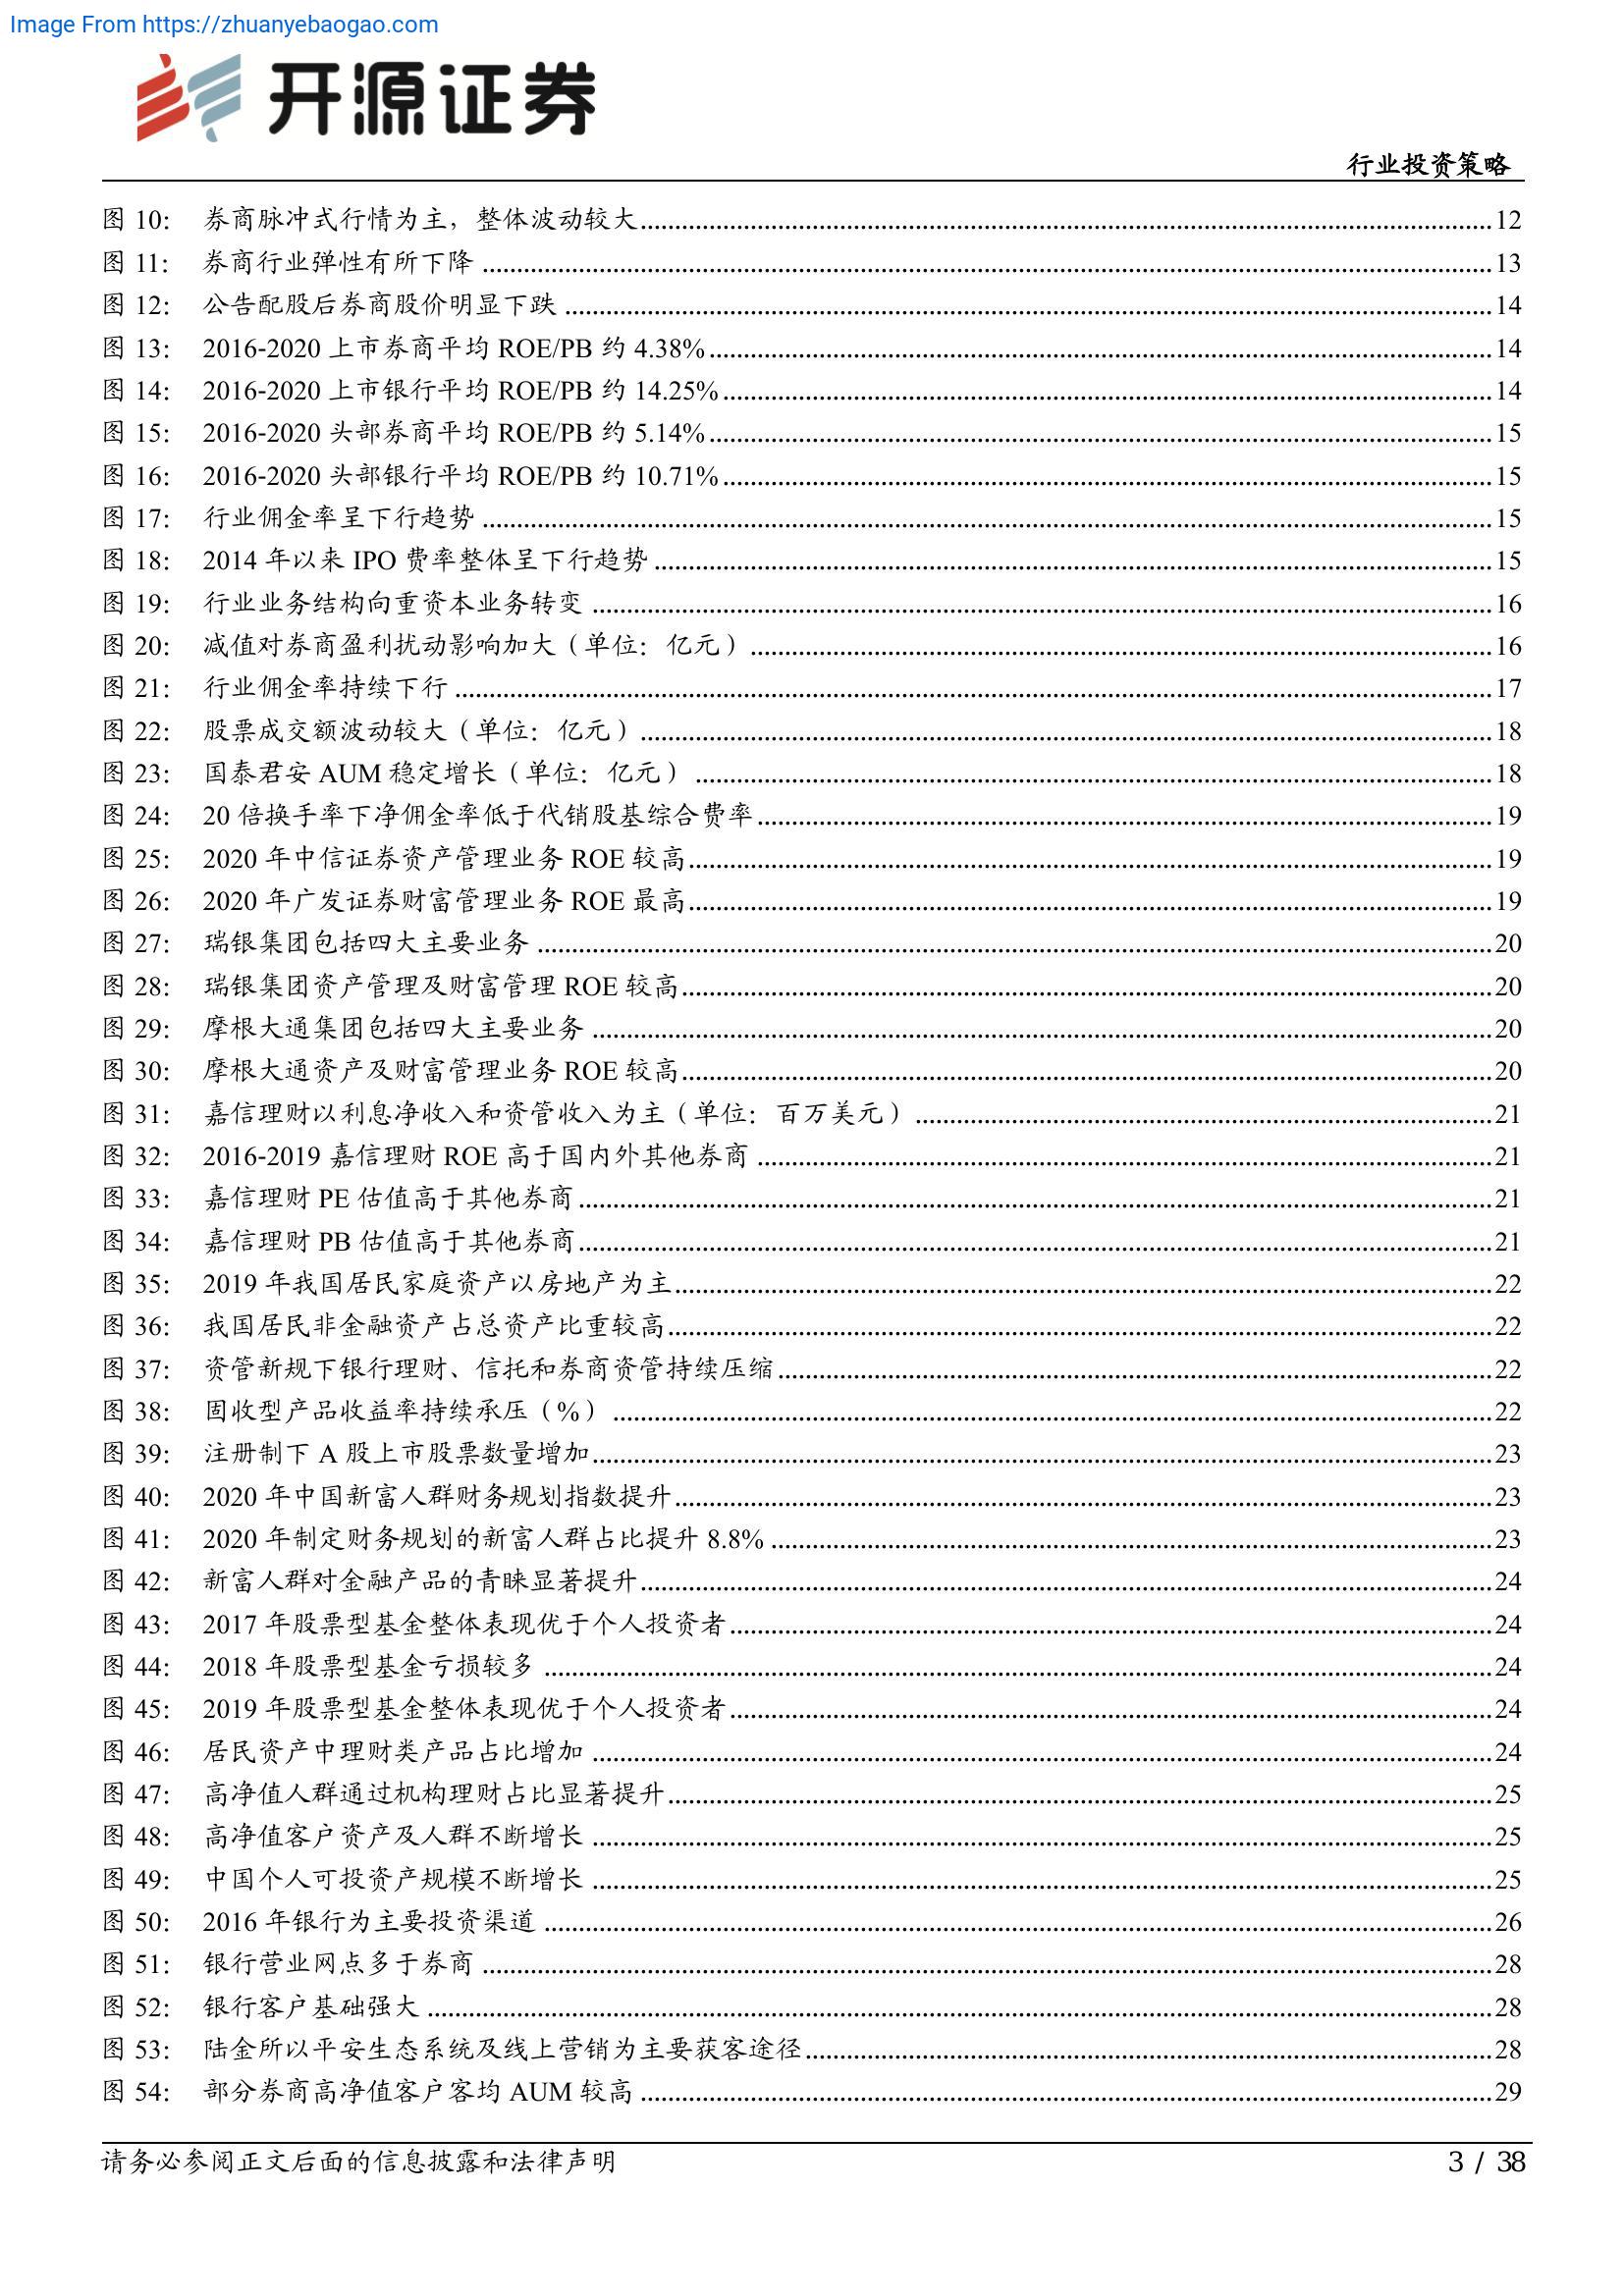 Image From https://zhuanyebaogao.com
开源证券
行业投资策略
图 10： 券商脉冲式行情为主，整体波动较大 12
图 11： 券商行业弹性有所下降 13
图 12： 公告配股后券商股价明显下跌 14
图 13： 2016-2020 上市券商平均 ROE/PB 约 4.38% 14
图 14： 2016-2020 上市银行平均 ROE/PB 约 14.25% 14
图 15： 2016-2020 头部券商平均 ROE/PB 约 5.14% 15
图 16： 2016-2020 头部银行平均 ROE/PB 约 10.71% 15
图 17： 行业佣金率呈下行趋势 15
图 18： 2014 年以来 IPO 费率整体呈下行趋势 15
图 19： 行业业务结构向重资本业务转变 16
图 20： 减值对券商盈利扰动影响加大（单位：亿元） 16
图 21： 行业佣金率持续下行 17
图 22： 股票成交额波动较大（单位：亿元） 18
图 23： 国泰君安 AUM 稳定增长（单位：亿元） 18
图 24： 20 倍换手率下净佣金率低于代销股基综合费率 19
图 25： 2020 年中信证券资产管理业务 ROE 较高 19
图 26： 2020 年广发证券财富管理业务 ROE 最高 19
图 27： 瑞银集团包括四大主要业务 20
图 28： 瑞银集团资产管理及财富管理 ROE 较高 20
图 29： 摩根大通集团包括四大主要业务 20
图 30： 摩根大通资产及财富管理业务 ROE 较高 20
图 31： 嘉信理财以利息净收入和资管收入为主（单位：百万美元） 21
图 32： 2016-2019 嘉信理财 ROE 高于国内外其他券商 21
图 33： 嘉信理财 PE 估值高于其他券商 21
图 34： 嘉信理财 PB 估值高于其他券商 21
图 35： 2019 年我国居民家庭资产以房地产为主 22
图 36： 我国居民非金融资产占总资产比重较高 22
图 37： 资管新规下银行理财、信托和券商资管持续压缩 22
图 38： 固收型产品收益率持续承压（%） 22
图 39： 注册制下 A 股上市股票数量增加 23
图 40： 2020 年中国新富人群财务规划指数提升 23
图 41： 2020 年制定财务规划的新富人群占比提升 8.8% 23
图 42： 新富人群对金融产品的青睐显著提升 24
图 43： 2017 年股票型基金整体表现优于个人投资者 24
图 44： 2018 年股票型基金亏损较多 24
图 45： 2019 年股票型基金整体表现优于个人投资者 24
图 46： 居民资产中理财类产品占比增加 24
图 47： 高净值人群通过机构理财占比显著提升 25
图 48： 高净值客户资产及人群不断增长 25
图 49： 中国个人可投资产规模不断增长 25
图 50： 2016 年银行为主要投资渠道 26
图 51： 银行营业网点多于券商 28
图 52： 银行客户基础强大 28
图 53： 陆金所以平安生态系统及线上营销为主要获客途径 28
图 54： 部分券商高净值客户客均 AUM 较高 29
请务必参阅正文后面的信息披露和法律声明 3 / 38